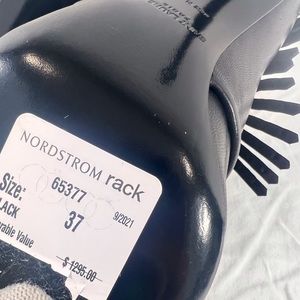 NORDSTROM rack
Size:
65377
9/2021
LACK
37
rable Value
$ 1295.00